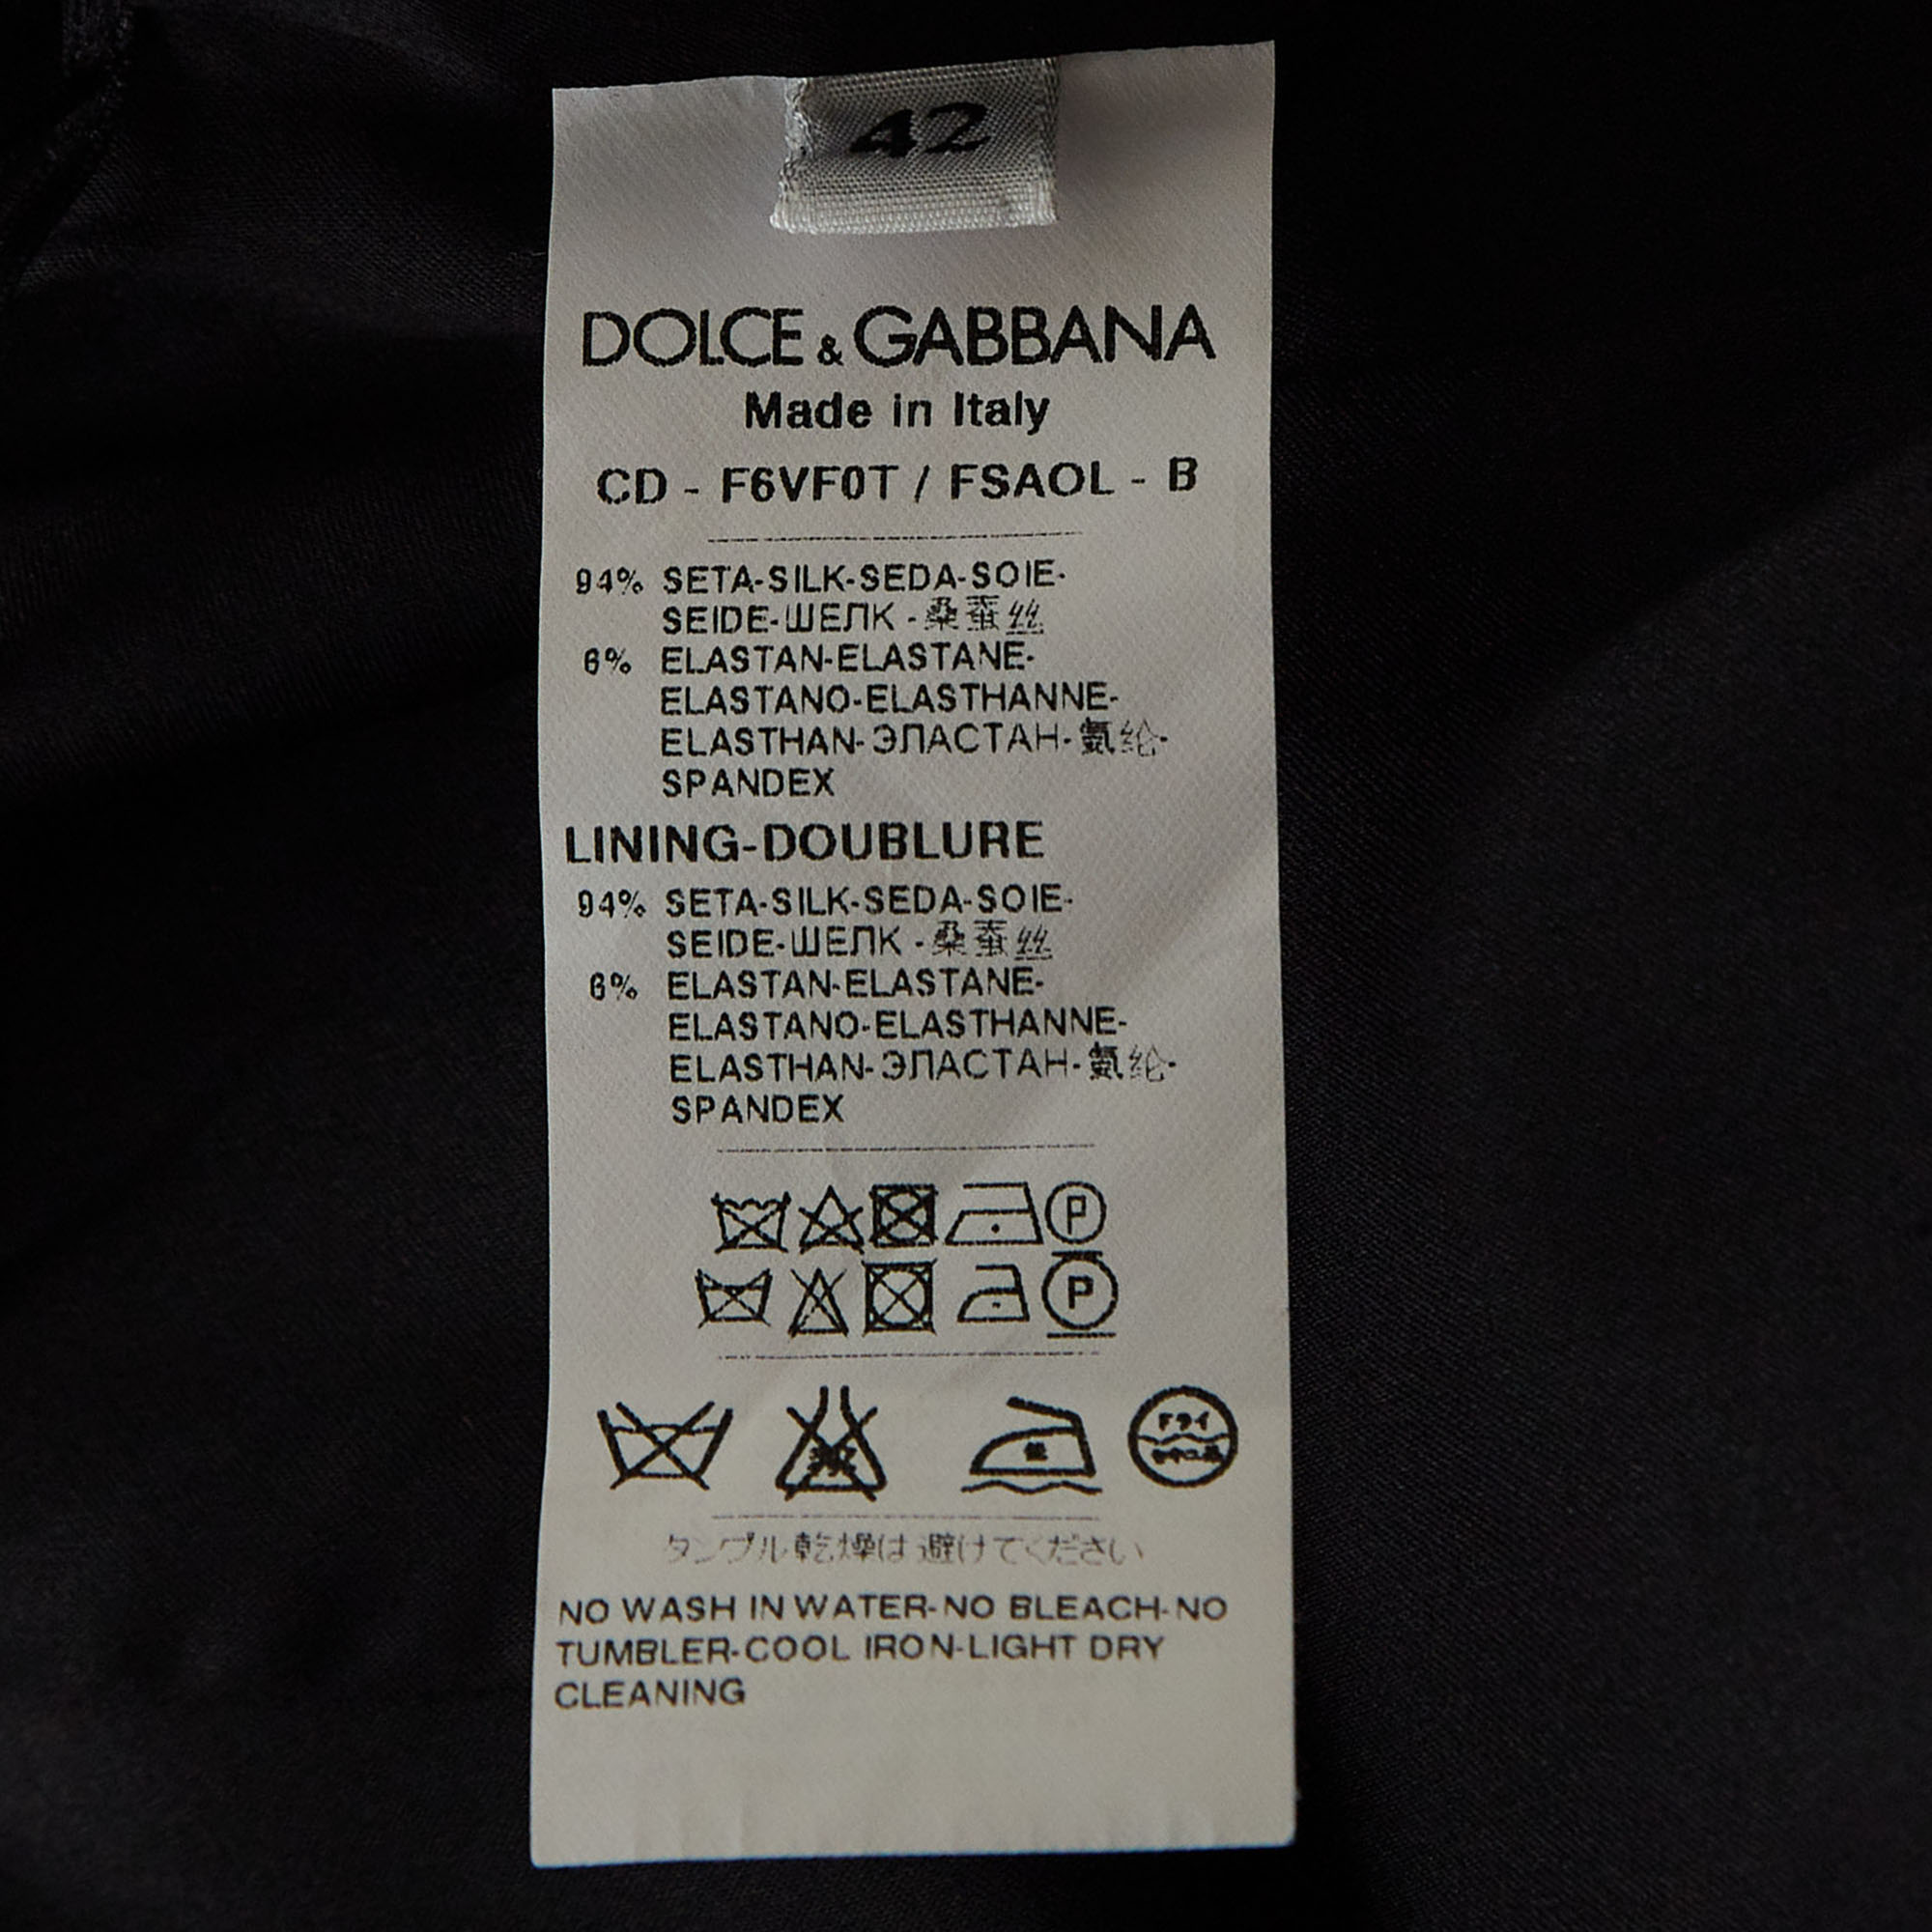 42
DOLCE & GABBANA
Made in Italy
CD - F6VF0T / FSAOL - B
94% SETA-SILK-SEDA-SOIE-
SEIDE-ШЕЛК -桑蚕丝
6% ELASTAN-ELASTANE-
ELASTANO-ELASTHANNE-
ELASTHAN-ЭЛАСТАН-氨纶-
SPANDEX
LINING-DOUBLURE
94% SETA-SILK-SEDA-SOIE-
SEIDE-ШЕЛК -桑蚕丝
6% ELASTAN-ELASTANE-
ELASTANO-ELASTHANNE-
ELASTHAN-ЭЛАСТАН-氨纶-
SPANDEX
P
P
ドライ
タンブル乾燥は避けてください
NO WASH IN WATER-NO BLEACH-NO
TUMBLER-COOL IRON-LIGHT DRY
CLEANING